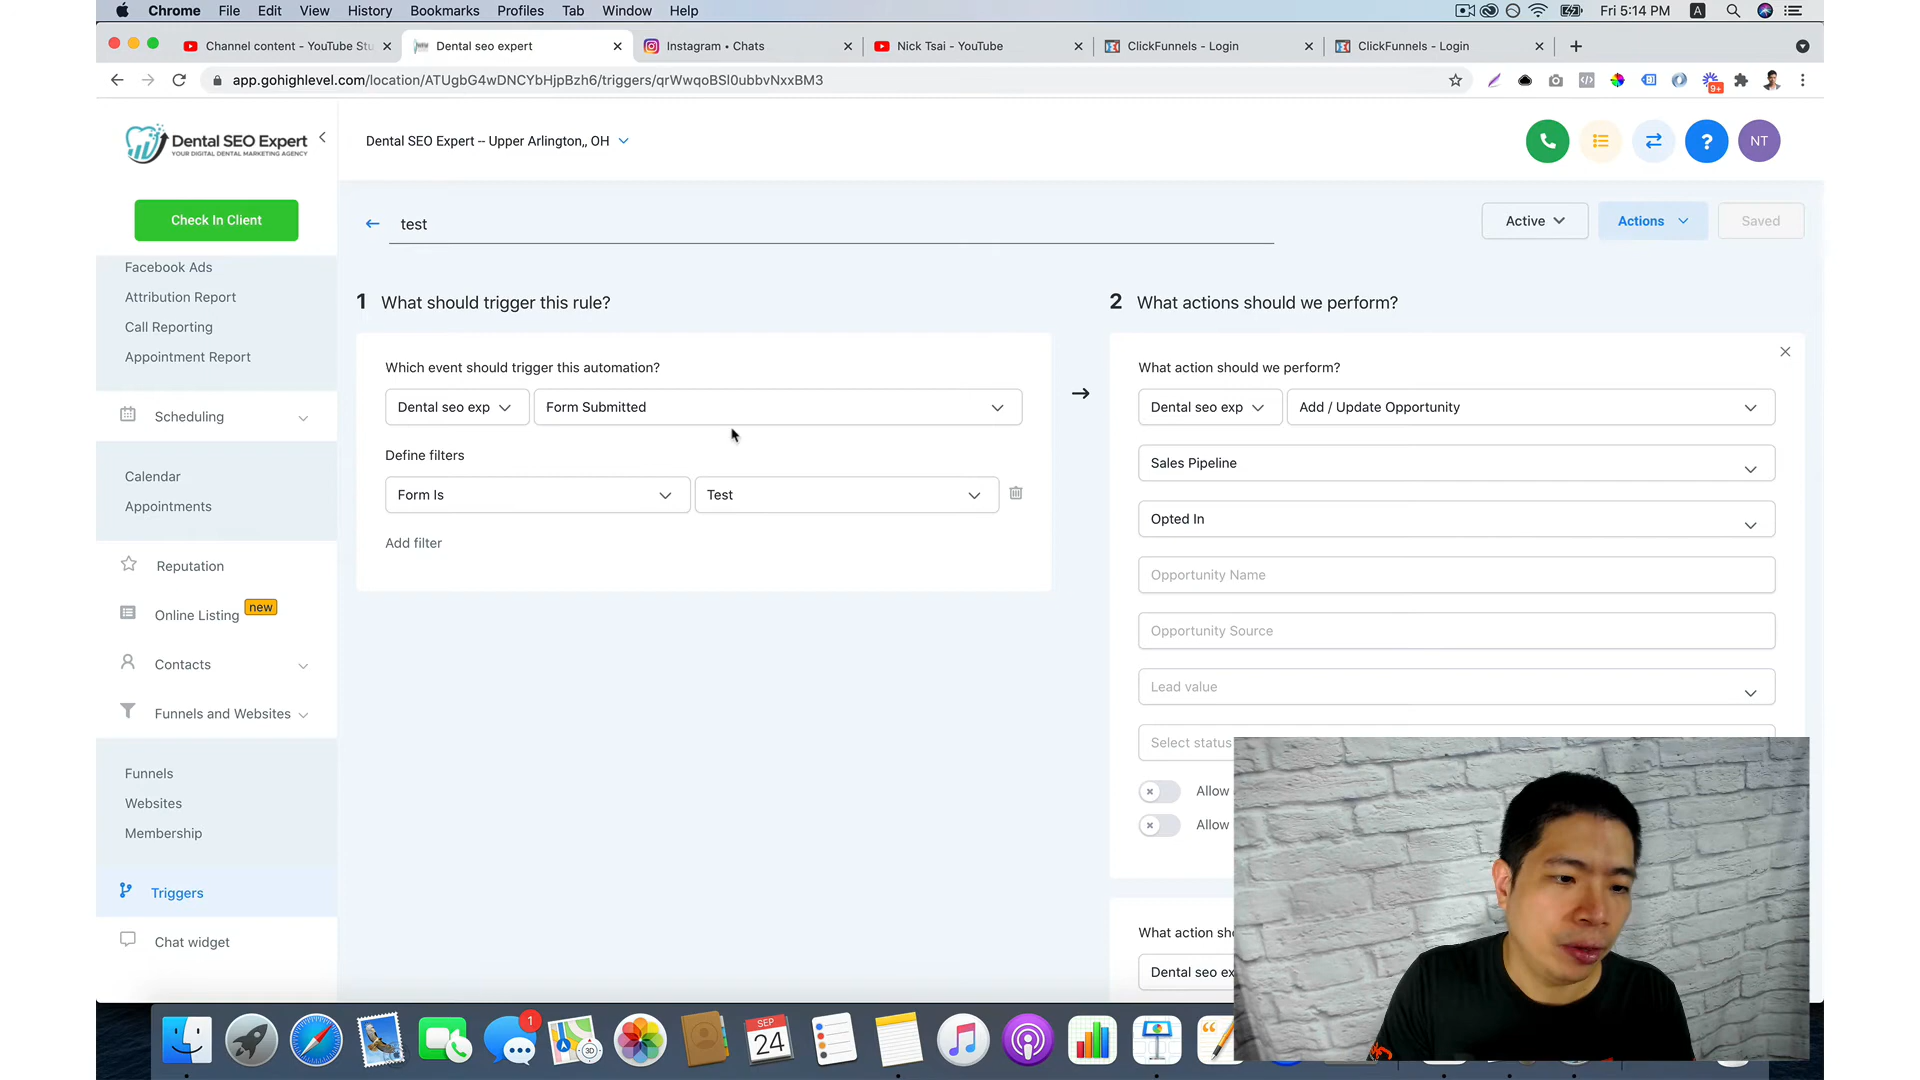 Chrome File Edit View History Bookmarks Profiles Tab Window Help
Fri 5:14 PM A
Channel content - YouTube Stu
Dental seo expert
Instagram • Chats
Nick Tsai - YouTube
ClickFunnels - Login
ClickFunnels - Login
app.gohighlevel.com/location/ATUgbG4wDNCYbHjpBzh6/triggers/qrWwqoBSI0ubbvNxxBM3
9+
Dental SEO Expert
YOUR DIGITAL DENTAL MARKETING AGENCY
Dental SEO Expert -- Upper Arlington,, OH
?
NT
Check In Client
Facebook Ads
Attribution Report
Call Reporting
Appointment Report
Scheduling
Calendar
Appointments
Reputation
Online Listing new
Contacts
Funnels and Websites
Funnels
Websites
Membership
Triggers
Chat widget
test
Active
Actions
Saved
1 What should trigger this rule?
Which event should trigger this automation?
Dental seo exp
Form Submitted
Define filters
Form Is
Test
Add filter
2 What actions should we perform?
What action should we perform?
Dental seo exp
Add / Update Opportunity
Sales Pipeline
Opted In
Opportunity Name
Opportunity Source
Lead value
Select status
Allow
Allow
What action sho
Dental seo ex
1
3D
SEP
24